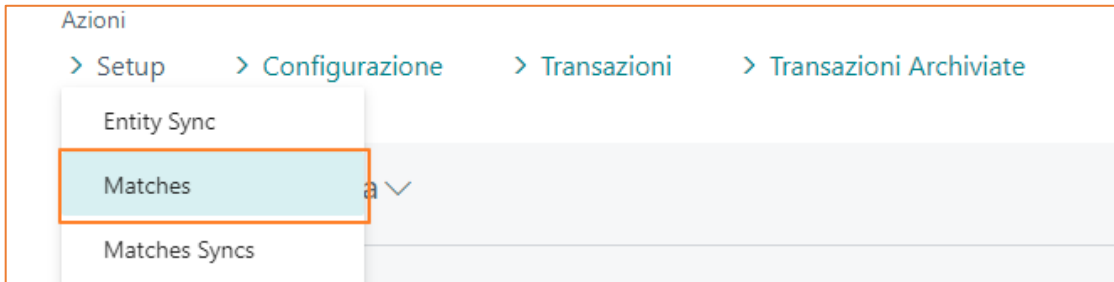 Azioni
> Setup > Configurazione > Transazioni > Transazioni Archiviate
Entity Sync
Matches
a
Matches Syncs